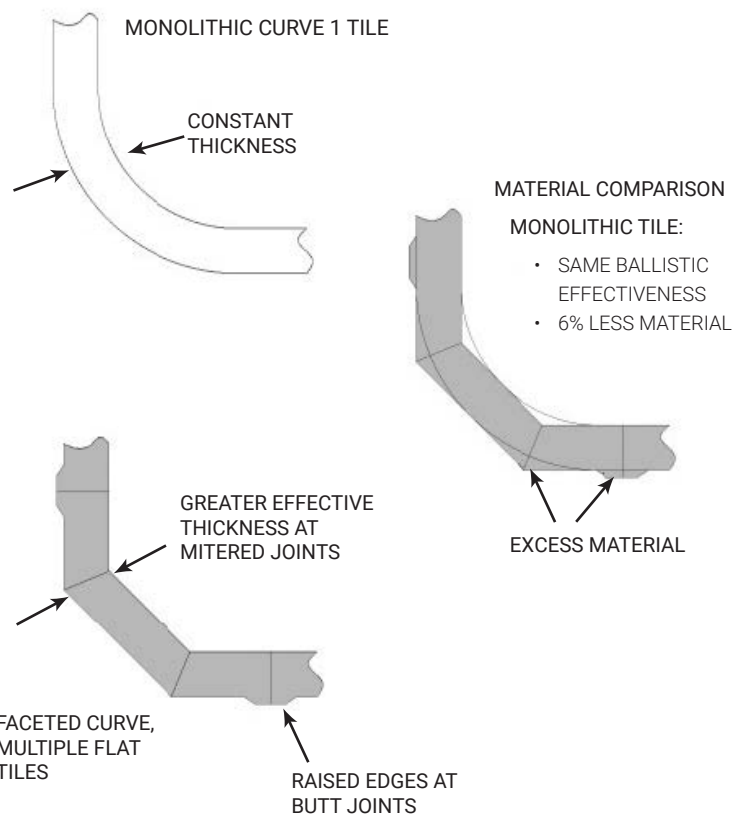 MONOLITHIC CURVE 1 TILE
CONSTANT
THICKNESS
MATERIAL COMPARISON
MONOLITHIC TILE:
• SAME BALLISTIC
EFFECTIVENESS
• 6% LESS MATERIAL
EXCESS MATERIAL
GREATER EFFECTIVE
THICKNESS AT
MITERED JOINTS
FACETED CURVE,
MULTIPLE FLAT
TILES
RAISED EDGES AT
BUTT JOINTS